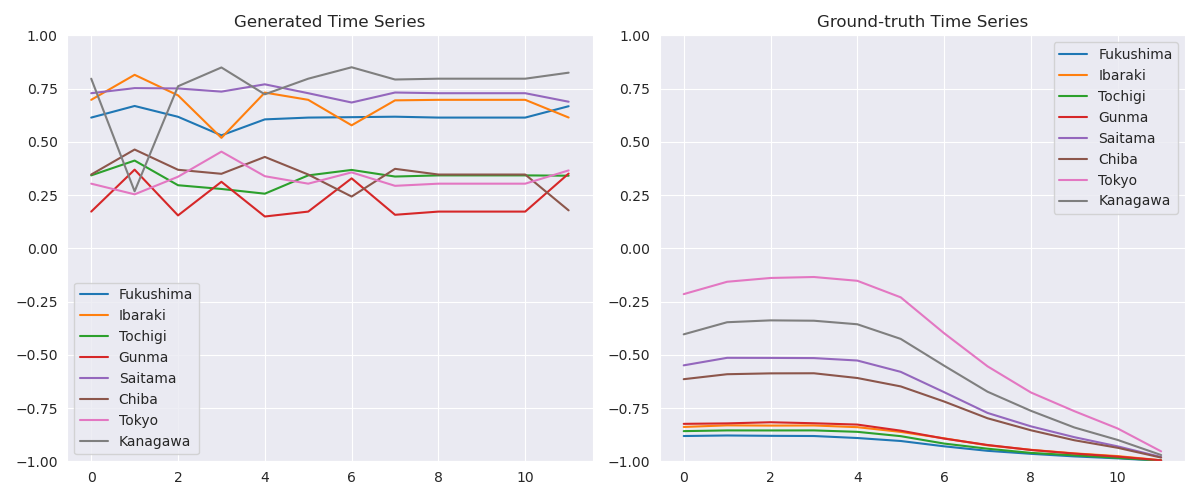 Generated Time Series
1.00
0.75
0.50
0.25
0.00
−0.25
−0.50
−0.75
−1.00
0 2 4 6 8 10
Fukushima
Ibaraki
Tochigi
Gunma
Saitama
Chiba
Tokyo
Kanagawa
Ground-truth Time Series
1.00
0.75
0.50
0.25
0.00
−0.25
−0.50
−0.75
−1.00
0 2 4 6 8 10
Fukushima
Ibaraki
Tochigi
Gunma
Saitama
Chiba
Tokyo
Kanagawa